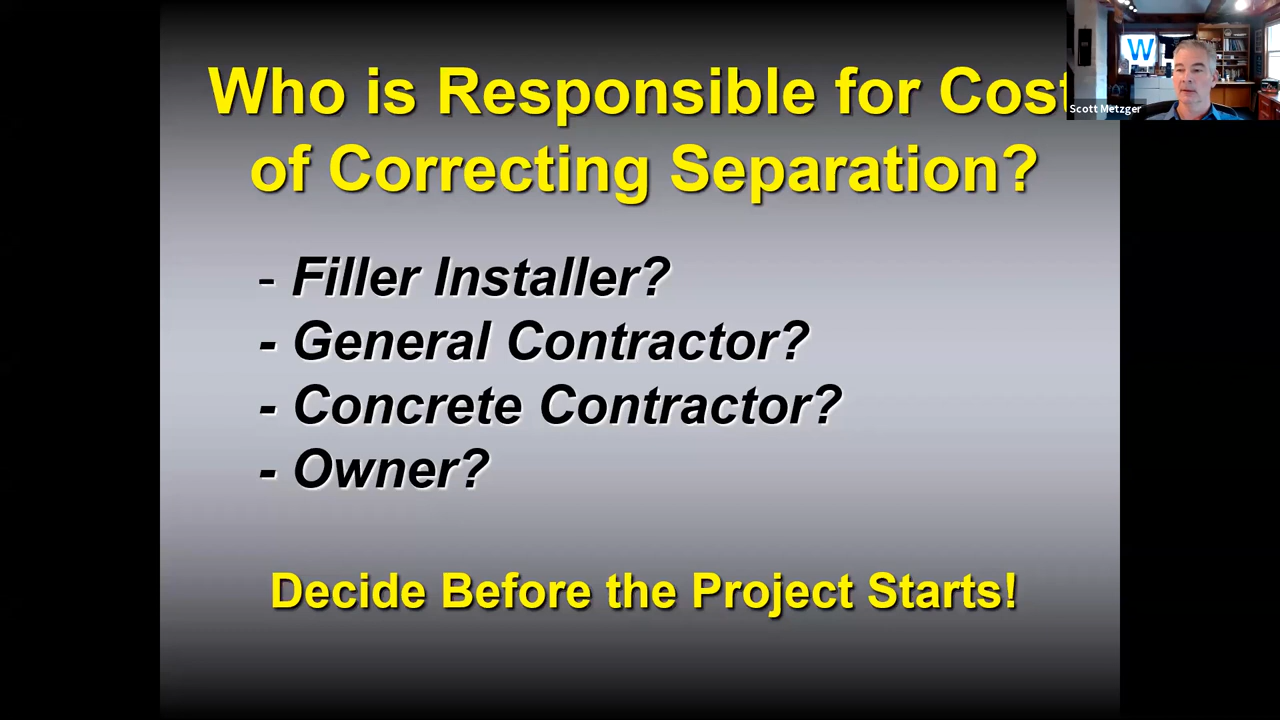 Who is Responsible for Cost
of Correcting Separation?
- Filler Installer?
- General Contractor?
- Concrete Contractor?
- Owner?
Decide Before the Project Starts!
W
Scott Metzger